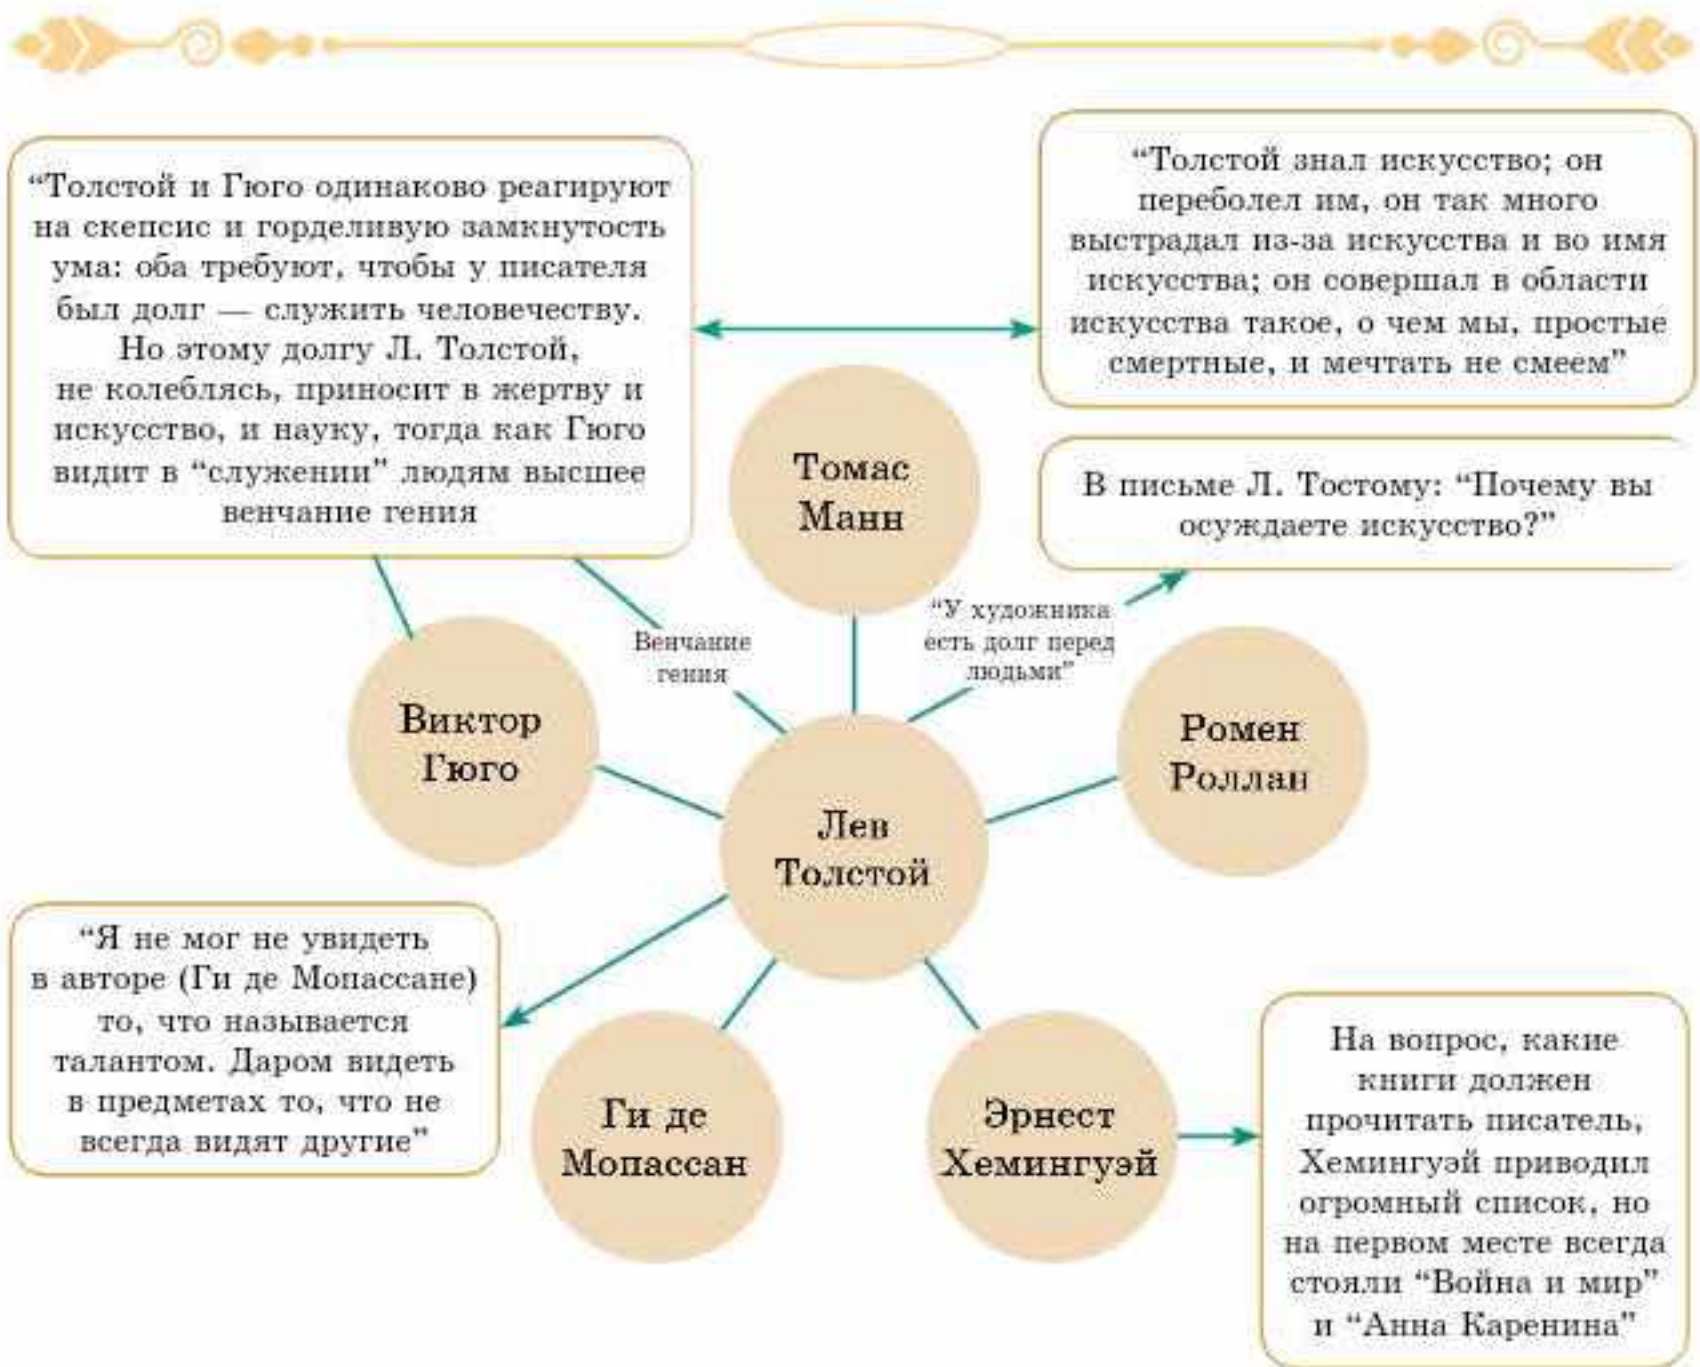 “Толстой и Гюго одинаково реагируют
на скепсис и горделивую замкнутость
ума: оба требуют, чтобы у писателя
был долг — служить человечеству.
Но этому долгу Л. Толстой,
не колеблясь, приносит в жертву и
искусство, и науку, тогда как Гюго
видит в “служении” людям высшее
венчание гения
“Толстой знал искусство; он
переболел им, он так много
выстрадал из-за искусства и во имя
искусства; он совершал в области
искусства такое, о чем мы, простые
смертные, и мечтать не смеем”
Томас
Манн
В письме Л. Тостому: “Почему вы
осуждаете искусство?”
Венчание
гения
“У художника
есть долг перед
людьми”
Виктор
Гюго
Ромен
Роллан
Лев
Толстой
“Я не мог не увидеть
в авторе (Ги де Мопассане)
то, что называется
талантом. Даром видеть
в предметах то, что не
всегда видят другие”
Ги де
Мопассан
Эрнест
Хемингуэй
На вопрос, какие
книги должен
прочитать писатель,
Хемингуэй приводил
огромный список, но
на первом месте всегда
стояли “Война и мир”
и “Анна Каренина”